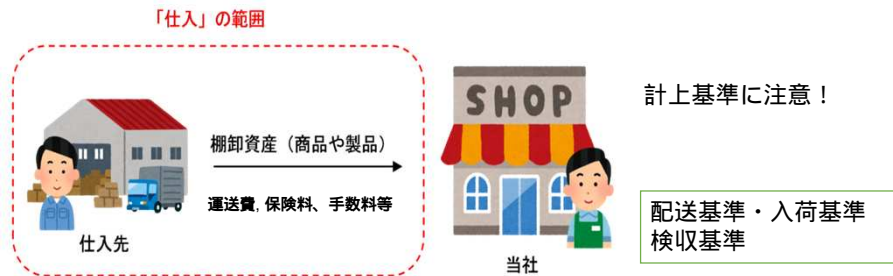 「仕入」の範囲
SHOP
計上基準に注意！
棚卸資産（商品や製品）
運送費, 保険料、手数料等
配送基準・入荷基準
検収基準
仕入先
当社